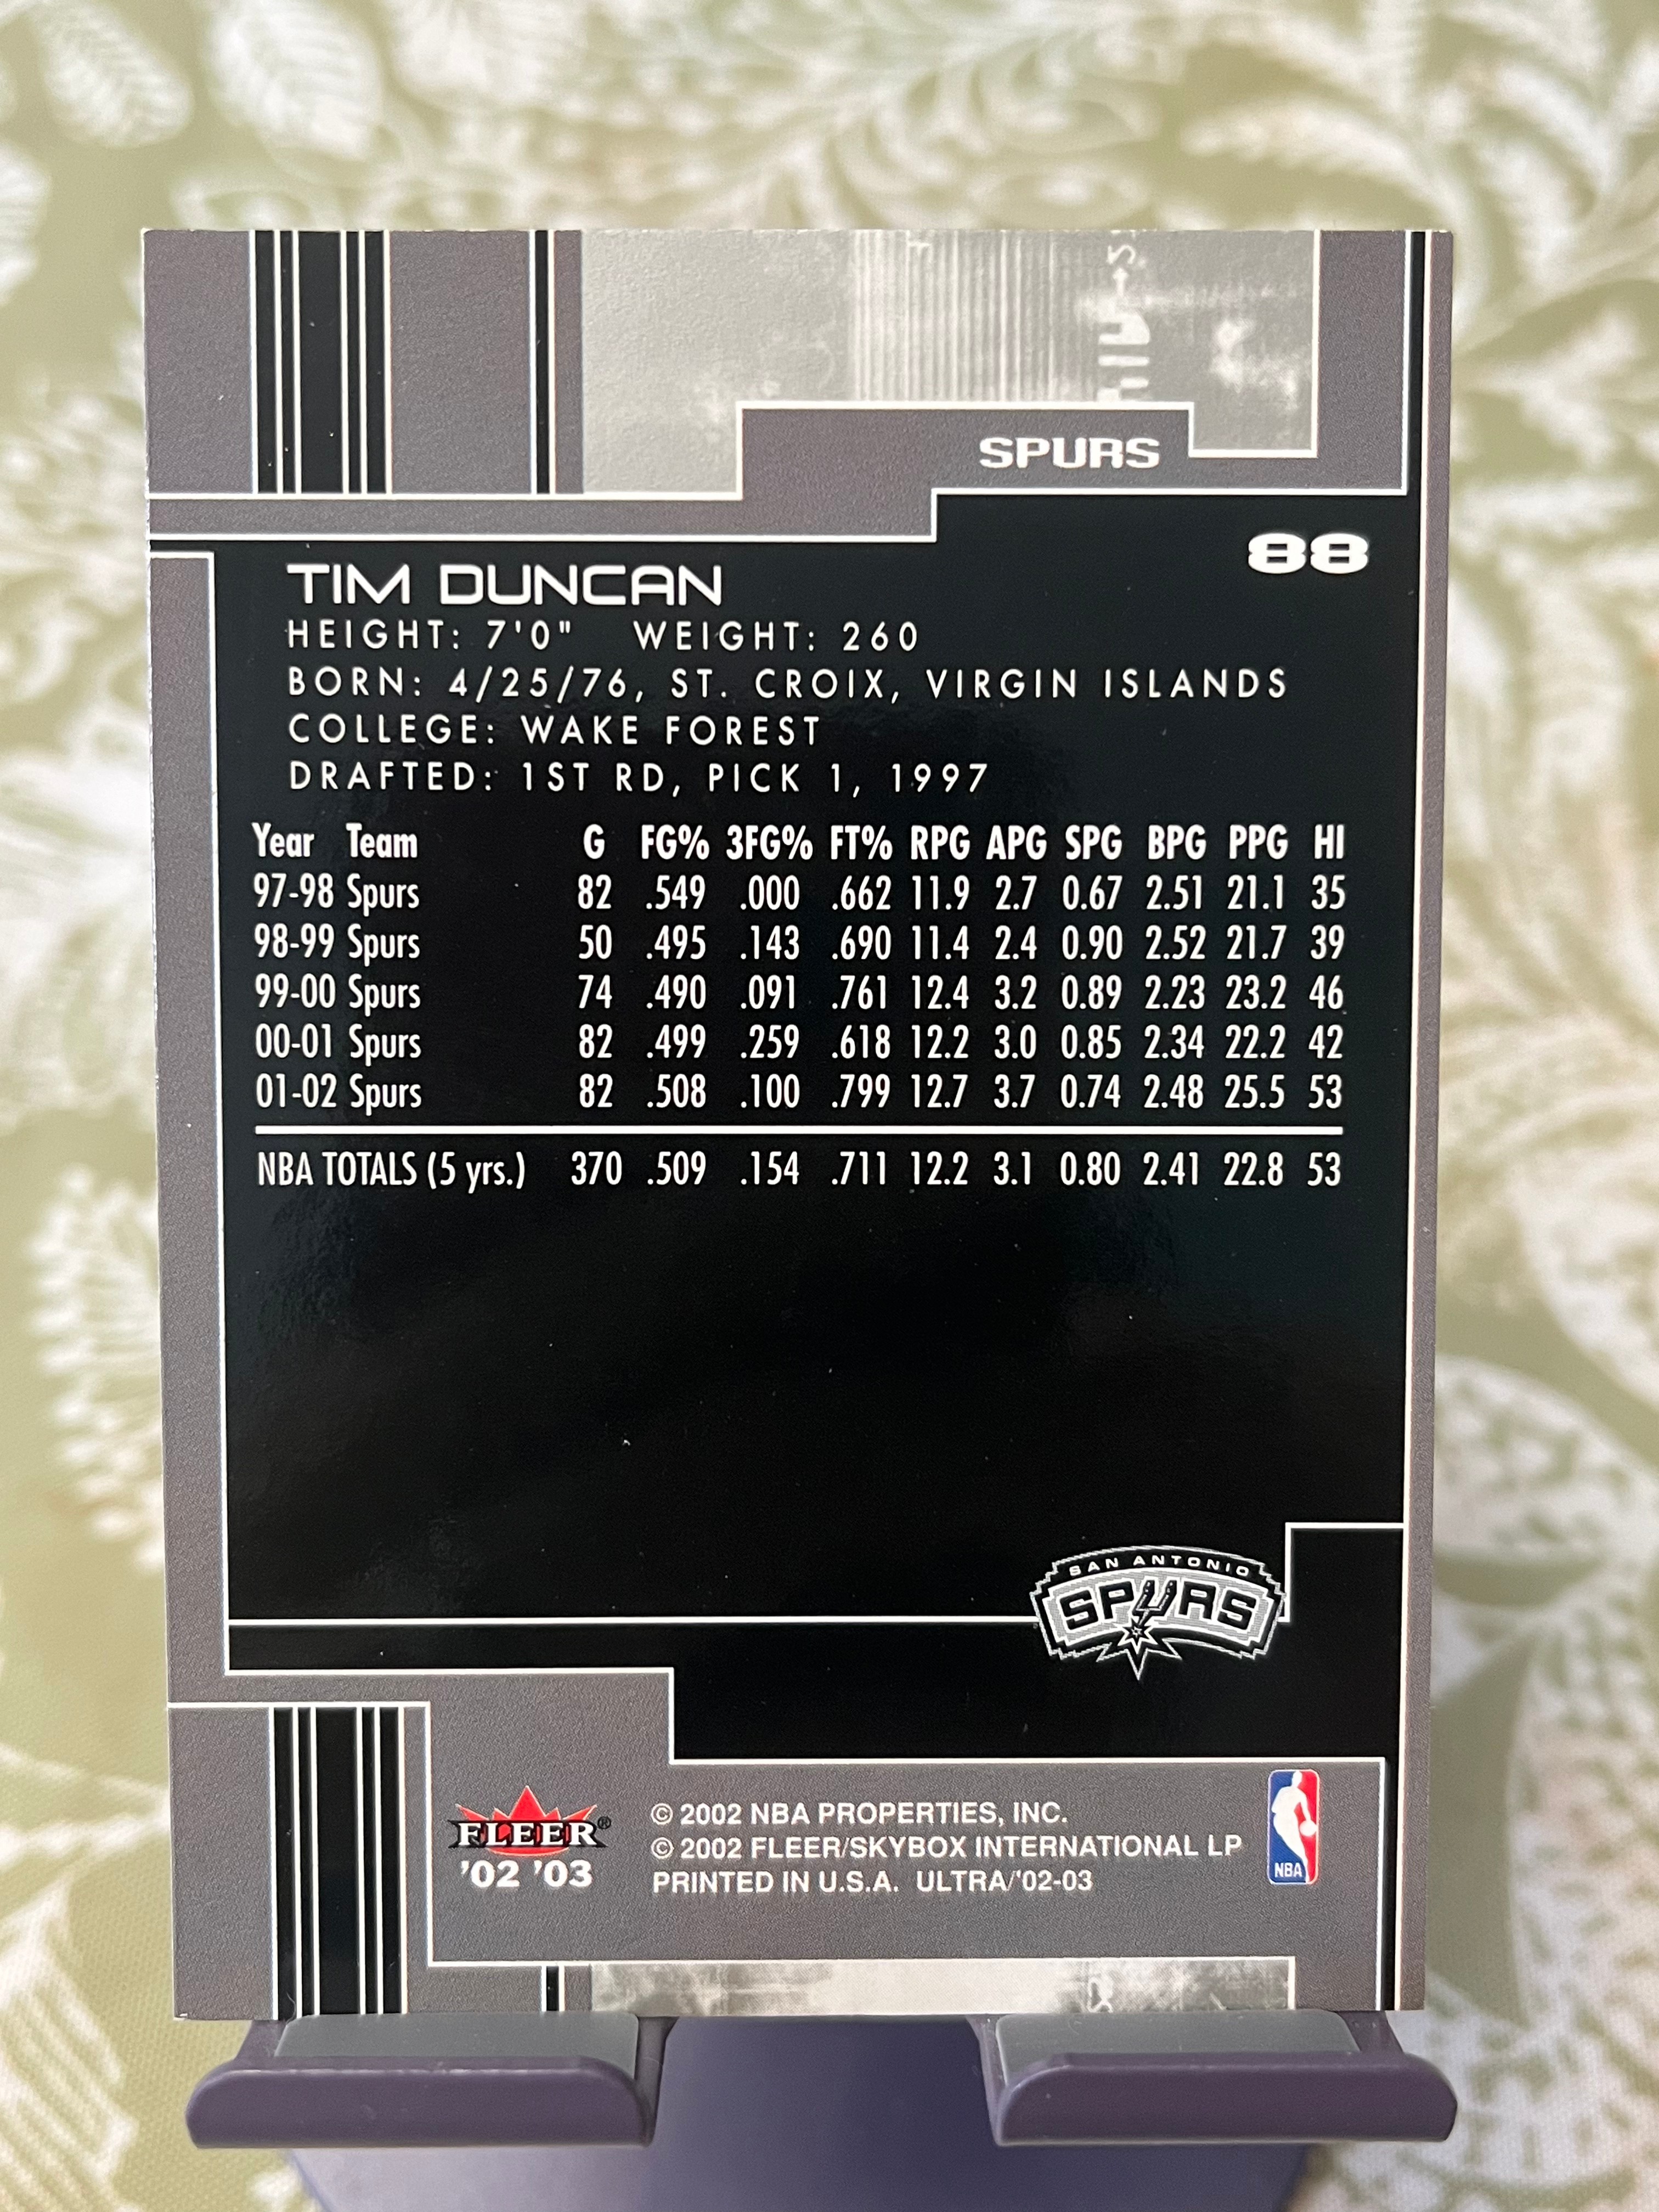 SPURS
88
TIM DUNCAN
HEIGHT: 7'0" WEIGHT: 260
BORN: 4/25/76, ST. CROIX, VIRGIN ISLANDS
COLLEGE: WAKE FOREST
DRAFTED: 1ST RD, PICK 1, 1997
Year Team G FG% 3FG% FT% RPG APG SPG BPG PPG HI
97-98 Spurs 82 .549 .000 .662 11.9 2.7 0.67 2.51 21.1 35
98-99 Spurs 50 .495 .143 .690 11.4 2.4 0.90 2.52 21.7 39
99-00 Spurs 74 .490 .091 .761 12.4 3.2 0.89 2.23 23.2 46
00-01 Spurs 82 .499 .259 .618 12.2 3.0 0.85 2.34 22.2 42
01-02 Spurs 82 .508 .100 .799 12.7 3.7 0.74 2.48 25.5 53
NBA TOTALS (5 yrs.) 370 .509 .154 .711 12.2 3.1 0.80 2.41 22.8 53
SAN ANTONIO
SPURS
FLEER®
'02 '03
© 2002 NBA PROPERTIES, INC.
© 2002 FLEER/SKYBOX INTERNATIONAL LP
PRINTED IN U.S.A. ULTRA/'02-03
NBA